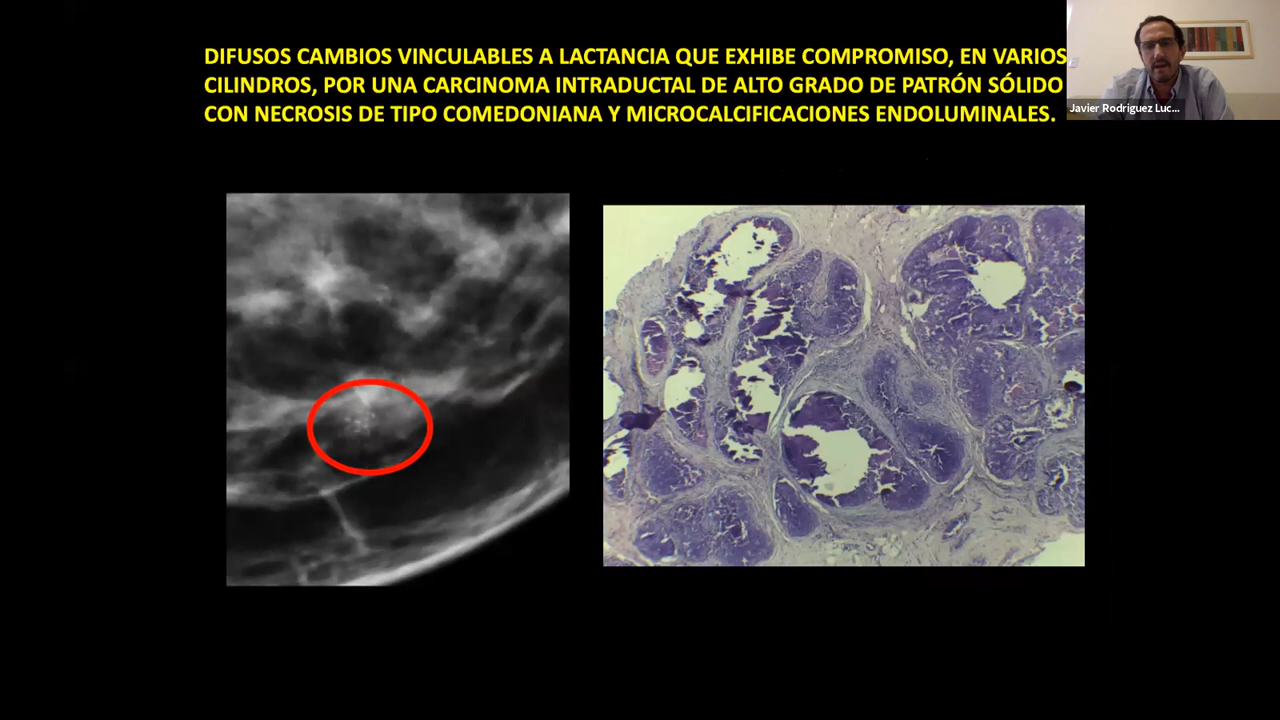 DIFUSOS CAMBIOS VINCULABLES A LACTANCIA QUE EXHIBE COMPROMISO, EN VARIOS
CILINDROS, POR UNA CARCINOMA INTRADUCTAL DE ALTO GRADO DE PATRÓN SÓLIDO
CON NECROSIS DE TIPO COMEDONIANA Y MICROCALCIFICACIONES ENDOLUMINALES.
Javier Rodriguez Luc...